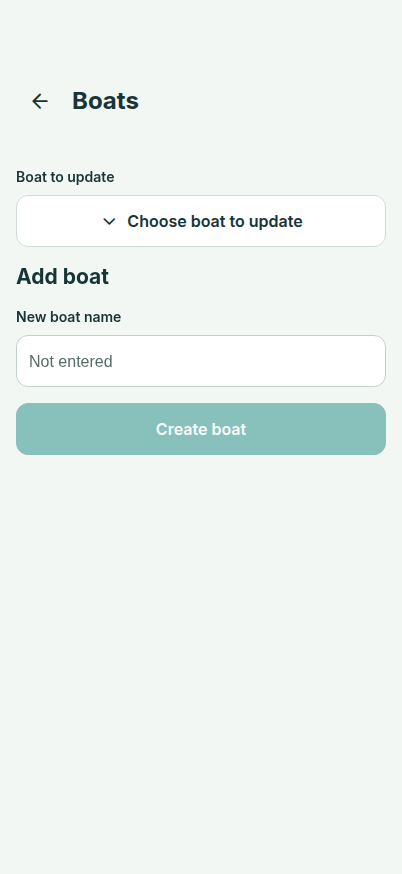 Boats
Boat to update
Choose boat to update
Add boat
New boat name
Not entered
Create boat